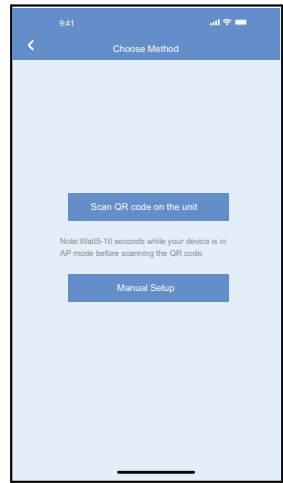 9:41
Choose Method
Scan QR code on the unit
Note:Wait5-10 seconds while your device is in
AP mode before scanning the QR code.
Manual Setup